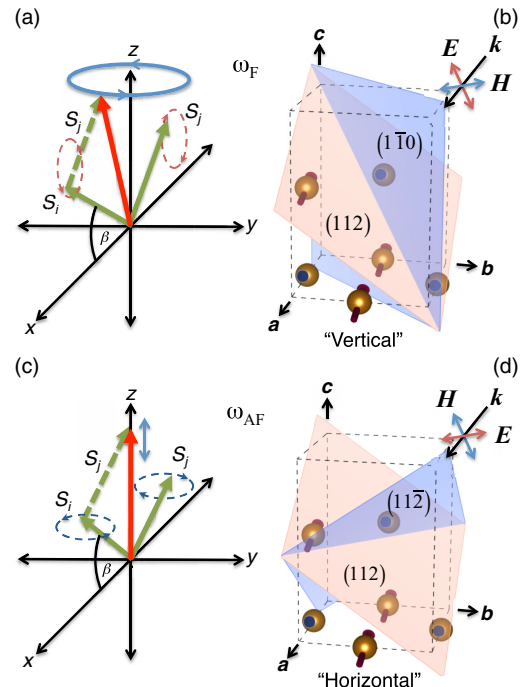 (a)
z
ω_F
S_j
S_j
S_i
β
y
x
(b)
c
k
E
H
(11̄0)
(112)
b
a
“Vertical”
(c)
z
ω_AF
S_j
S_j
S_i
β
y
x
(d)
c
k
H
E
(112̄)
(112)
b
a
“Horizontal”